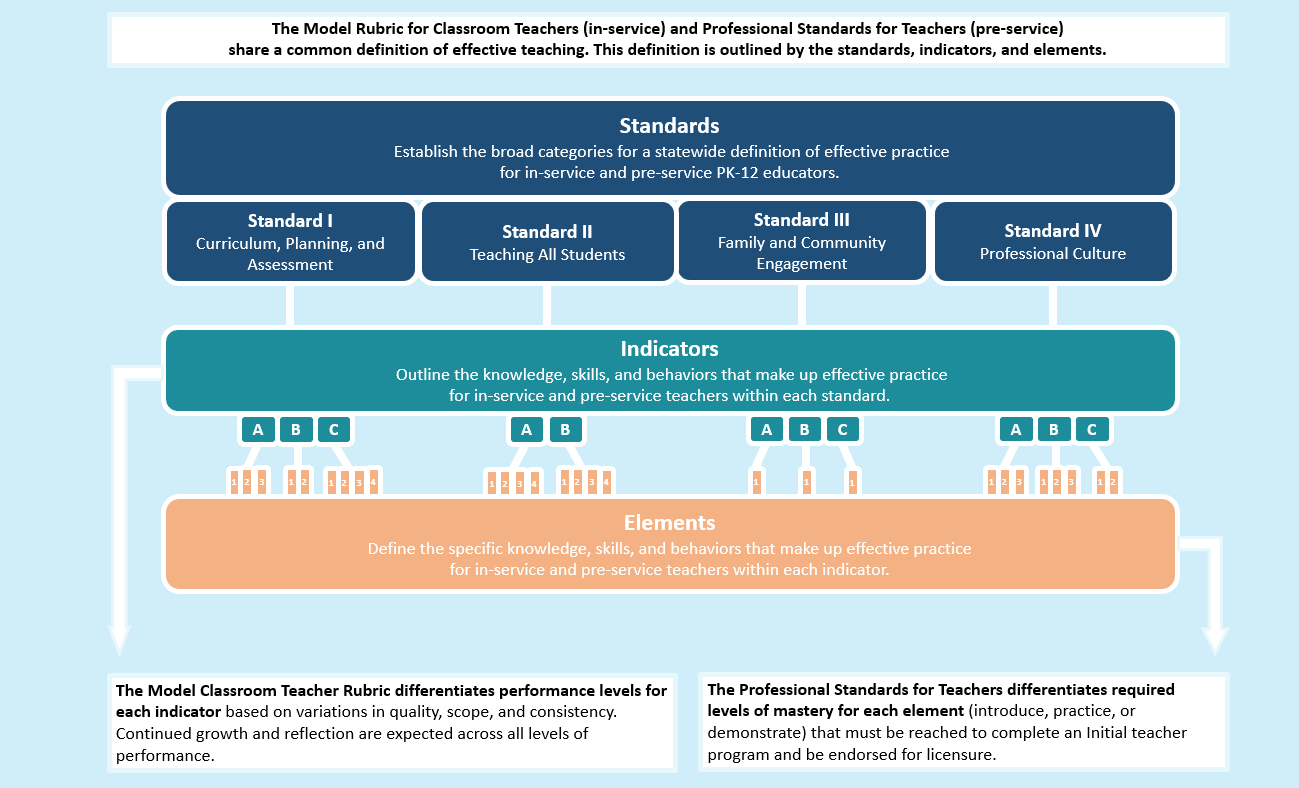 The Model Rubric for Classroom Teachers (in-service) and Professional Standards for Teachers (pre-service)
share a common definition of effective teaching. This definition is outlined by the standards, indicators, and elements.
Standards
Establish the broad categories for a statewide definition of effective practice
for in-service and pre-service PK-12 educators.
Standard I
Curriculum, Planning, and
Assessment
Standard II
Teaching All Students
Standard III
Family and Community
Engagement
Standard IV
Professional Culture
Indicators
Outline the knowledge, skills, and behaviors that make up effective practice
for in-service and pre-service teachers within each standard.
A B C
A B
A B C
A B C
1 2 3 1 2 1 2 3 4
1 2 3 4 1 2 3 4
1 1 1
1 2 3 1 2 3 1 2
Elements
Define the specific knowledge, skills, and behaviors that make up effective practice
for in-service and pre-service teachers within each indicator.
The Model Classroom Teacher Rubric differentiates performance levels for
each indicator based on variations in quality, scope, and consistency.
Continued growth and reflection are expected across all levels of
performance.
The Professional Standards for Teachers differentiates required
levels of mastery for each element (introduce, practice, or
demonstrate) that must be reached to complete an Initial teacher
program and be endorsed for licensure.